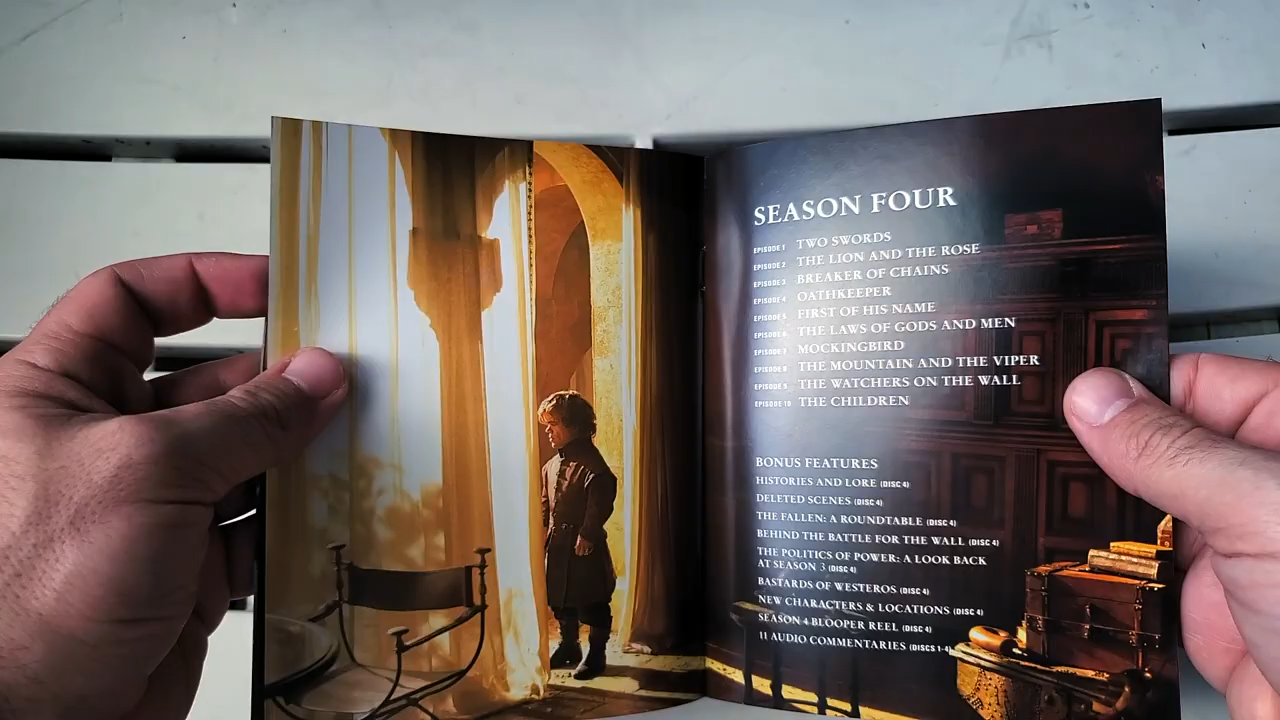 SEASON FOUR
EPISODE 1 TWO SWORDS
EPISODE 2 THE LION AND THE ROSE
EPISODE 3 BREAKER OF CHAINS
EPISODE 4 OATHKEEPER
EPISODE 5 FIRST OF HIS NAME
EPISODE 6 THE LAWS OF GODS AND MEN
EPISODE 7 MOCKINGBIRD
EPISODE 8 THE MOUNTAIN AND THE VIPER
EPISODE 9 THE WATCHERS ON THE WALL
EPISODE 10 THE CHILDREN
BONUS FEATURES
HISTORIES AND LORE (DISC 4)
DELETED SCENES (DISC 4)
THE FALLEN: A ROUNDTABLE (DISC 4)
BEHIND THE BATTLE FOR THE WALL (DISC 4)
THE POLITICS OF POWER: A LOOK BACK
AT SEASON 3 (DISC 4)
BASTARDS OF WESTEROS (DISC 4)
NEW CHARACTERS & LOCATIONS (DISC 4)
SEASON 4 BLOOPER REEL (DISC 4)
11 AUDIO COMMENTARIES (DISCS 1-4)